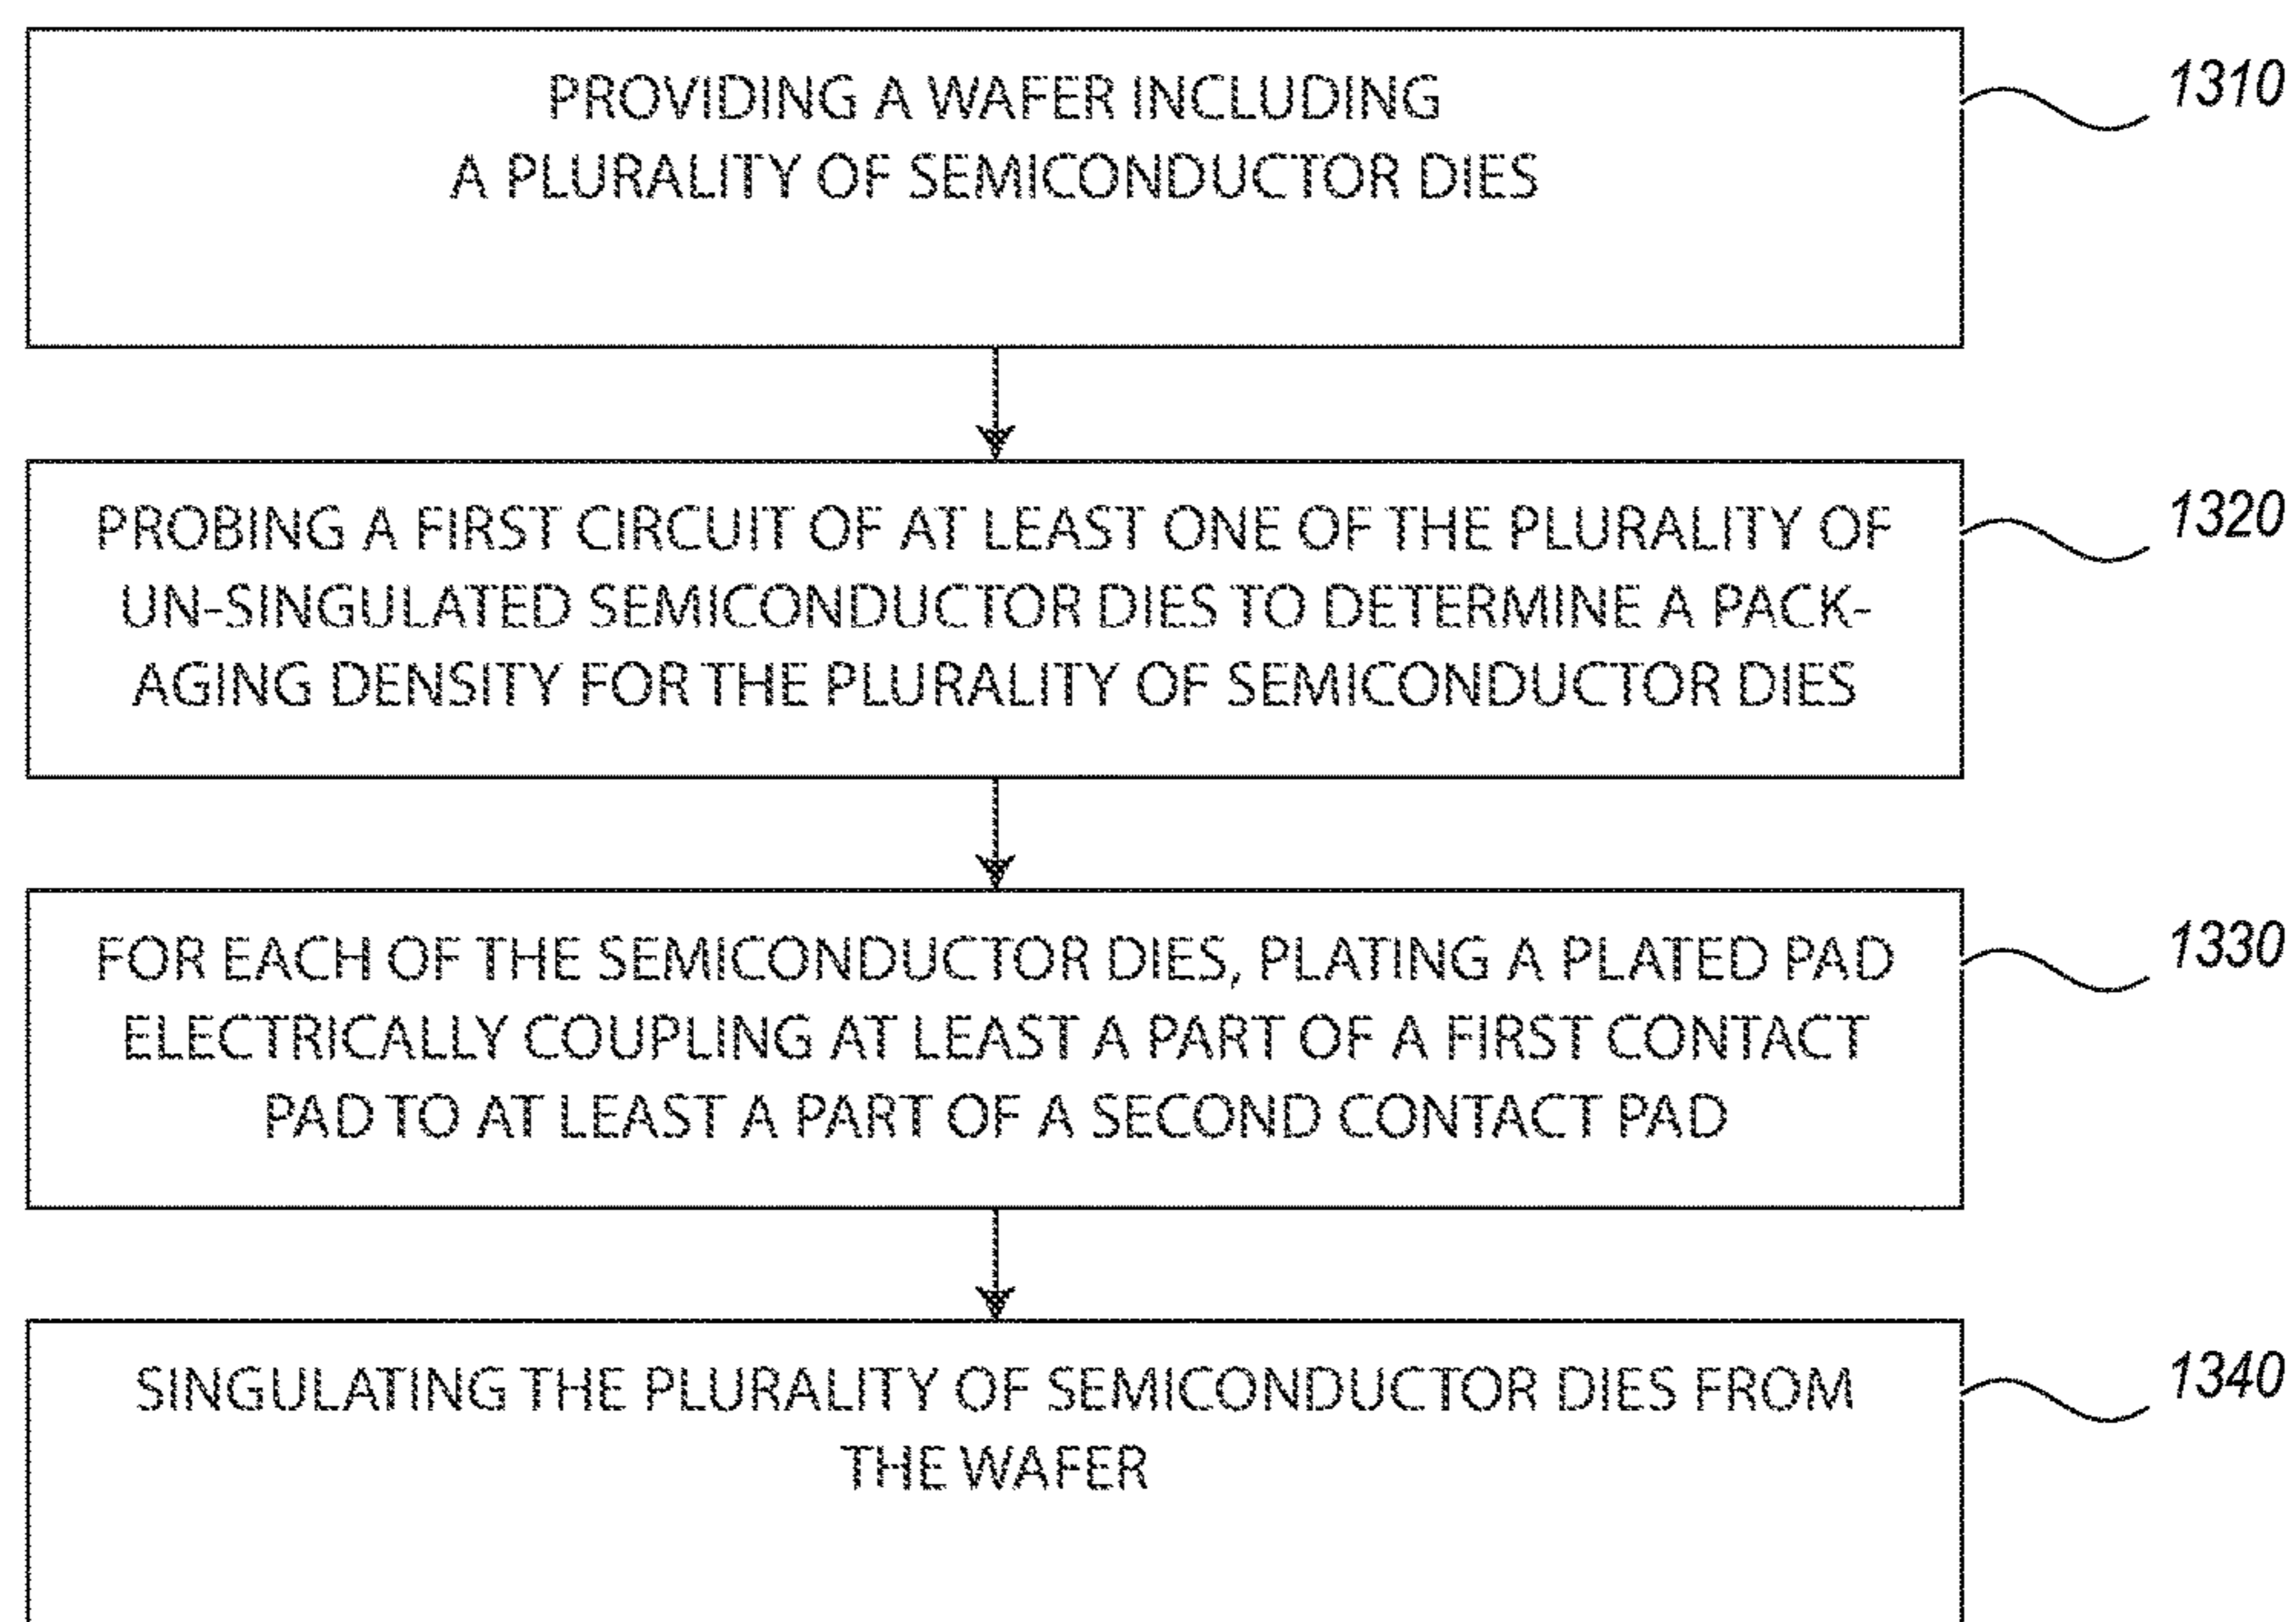 PROVIDING A WAFER INCLUDING
A PLURALITY OF SEMICONDUCTOR DIES
1310
PROBING A FIRST CIRCUIT OF AT LEAST ONE OF THE PLURALITY OF
UN-SINGULATED SEMICONDUCTOR DIES TO DETERMINE A PACK-
AGING DENSITY FOR THE PLURALITY OF SEMICONDUCTOR DIES
1320
FOR EACH OF THE SEMICONDUCTOR DIES, PLATING A PLATED PAD
ELECTRICALLY COUPLING AT LEAST A PART OF A FIRST CONTACT
PAD TO AT LEAST A PART OF A SECOND CONTACT PAD
1330
SINGULATING THE PLURALITY OF SEMICONDUCTOR DIES FROM
THE WAFER
1340